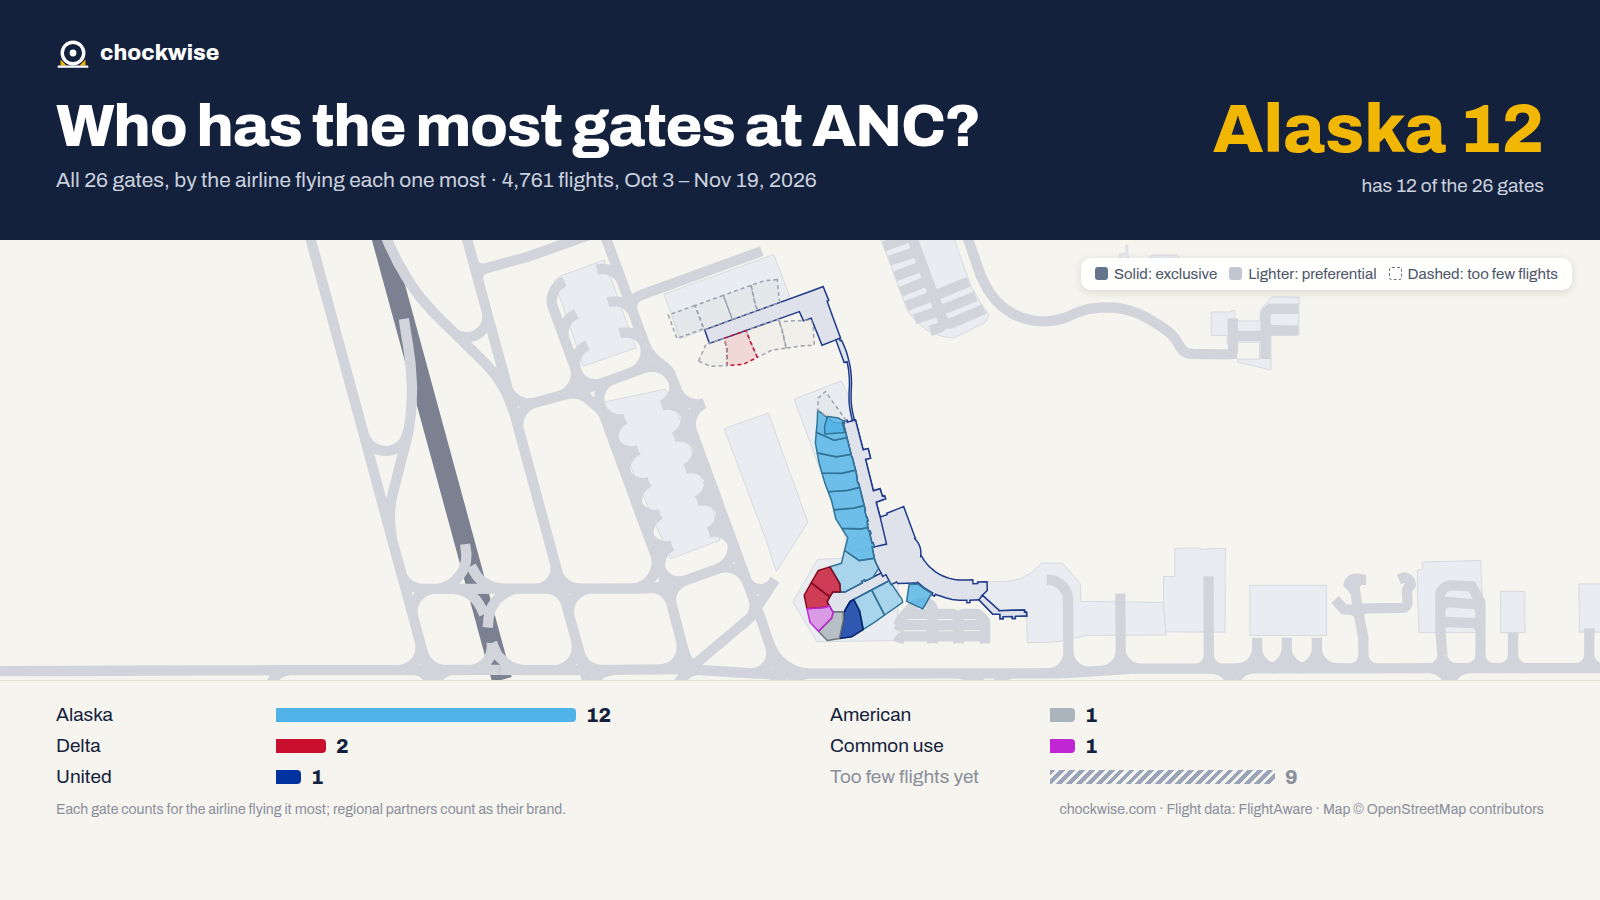 chockwise
Who has the most gates at ANC?
All 26 gates, by the airline flying each one most · 4,761 flights, Oct 3 – Nov 19, 2026
Alaska 12
has 12 of the 26 gates
Solid: exclusive
Lighter: preferential
Dashed: too few flights
Alaska 12
Delta 2
United 1
American 1
Common use 1
Too few flights yet 9
Each gate counts for the airline flying it most; regional partners count as their brand.
chockwise.com · Flight data: FlightAware · Map © OpenStreetMap contributors